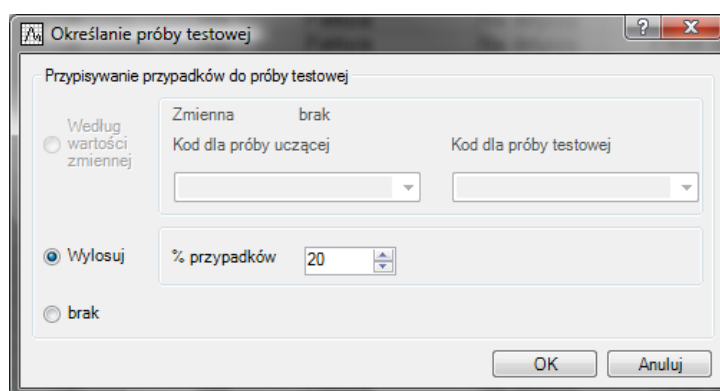 Określanie próby testowej
Przypisywanie przypadków do próby testowej
Według wartości zmiennej
Zmienna brak
Kod dla próby uczącej
Kod dla próby testowej
Wylosuj
% przypadków 20
brak
OK
Anuluj